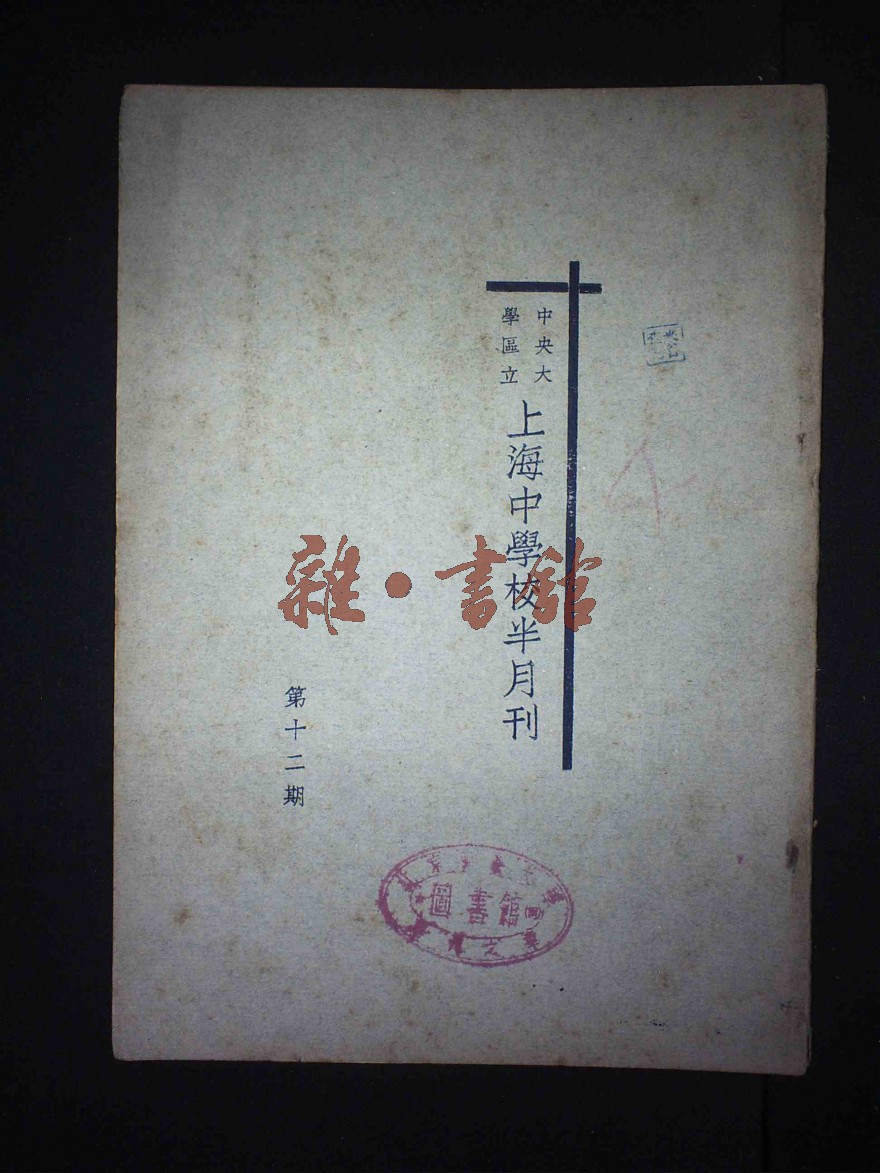 中央大
學區立
上海中學校半月刊
第十二期
雜·書館
圖書館